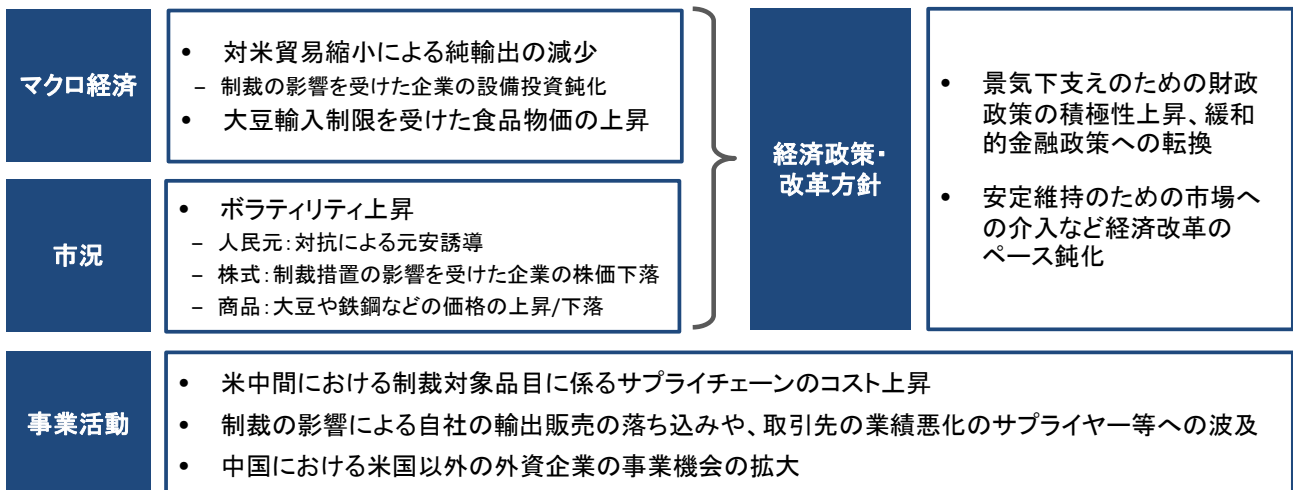 マクロ経済
• 対米貿易縮小による純輸出の減少
– 制裁の影響を受けた企業の設備投資鈍化
• 大豆輸入制限を受けた食品物価の上昇
市況
• ボラティリティ上昇
– 人民元：対抗による元安誘導
– 株式：制裁措置の影響を受けた企業の株価下落
– 商品：大豆や鉄鋼などの価格の上昇/下落
経済政策・
改革方針
• 景気下支えのための財政
政策の積極性上昇、緩和
的金融政策への転換
• 安定維持のための市場へ
の介入など経済改革の
ペース鈍化
事業活動
• 米中間における制裁対象品目に係るサプライチェーンのコスト上昇
• 制裁の影響による自社の輸出販売の落ち込みや、取引先の業績悪化のサプライヤー等への波及
• 中国における米国以外の外資企業の事業機会の拡大